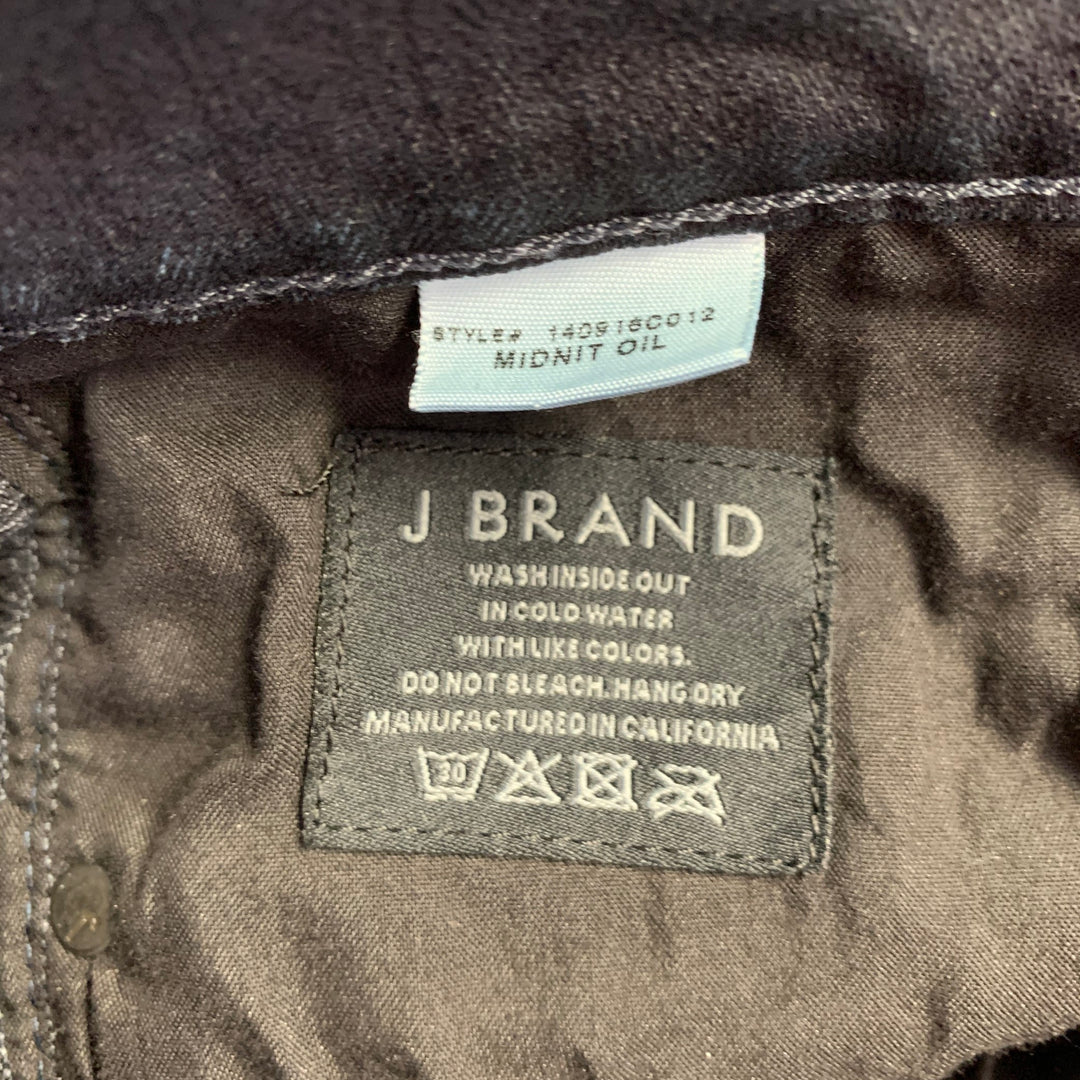 STYLE# 140916C012
MIDNIT OIL
J BRAND
WASH INSIDE OUT
IN COLD WATER
WITH LIKE COLORS.
DO NOT BLEACH. HANG DRY
MANUFACTURED IN CALIFORNIA
30